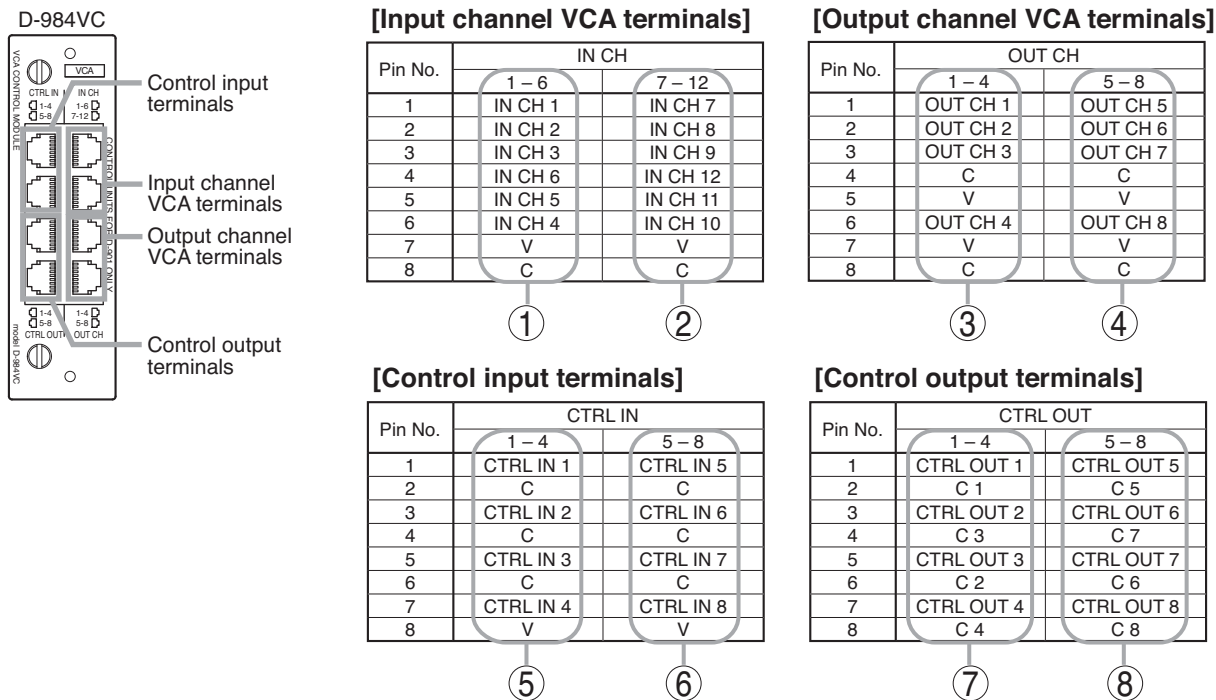 D-984VC
VCA CONTROL MODULE
VCA
CTRL IN IN CH
1-4 1-6
5-8 7-12
CONTROL UNITS FOR D-901 ONLY
1-4 1-4
5-8 5-8
CTRL OUT OUT CH
model D-984VC
Control input
terminals
Input channel
VCA terminals
Output channel
VCA terminals
Control output
terminals
[Input channel VCA terminals]
Pin No. IN CH
1 – 6 7 – 12
1 IN CH 1 IN CH 7
2 IN CH 2 IN CH 8
3 IN CH 3 IN CH 9
4 IN CH 6 IN CH 12
5 IN CH 5 IN CH 11
6 IN CH 4 IN CH 10
7 V V
8 C C
① ②
[Output channel VCA terminals]
Pin No. OUT CH
1 – 4 5 – 8
1 OUT CH 1 OUT CH 5
2 OUT CH 2 OUT CH 6
3 OUT CH 3 OUT CH 7
4 C C
5 V V
6 OUT CH 4 OUT CH 8
7 V V
8 C C
③ ④
[Control input terminals]
Pin No. CTRL IN
1 – 4 5 – 8
1 CTRL IN 1 CTRL IN 5
2 C C
3 CTRL IN 2 CTRL IN 6
4 C C
5 CTRL IN 3 CTRL IN 7
6 C C
7 CTRL IN 4 CTRL IN 8
8 V V
⑤ ⑥
[Control output terminals]
Pin No. CTRL OUT
1 – 4 5 – 8
1 CTRL OUT 1 CTRL OUT 5
2 C 1 C 5
3 CTRL OUT 2 CTRL OUT 6
4 C 3 C 7
5 CTRL OUT 3 CTRL OUT 7
6 C 2 C 6
7 CTRL OUT 4 CTRL OUT 8
8 C 4 C 8
⑦ ⑧